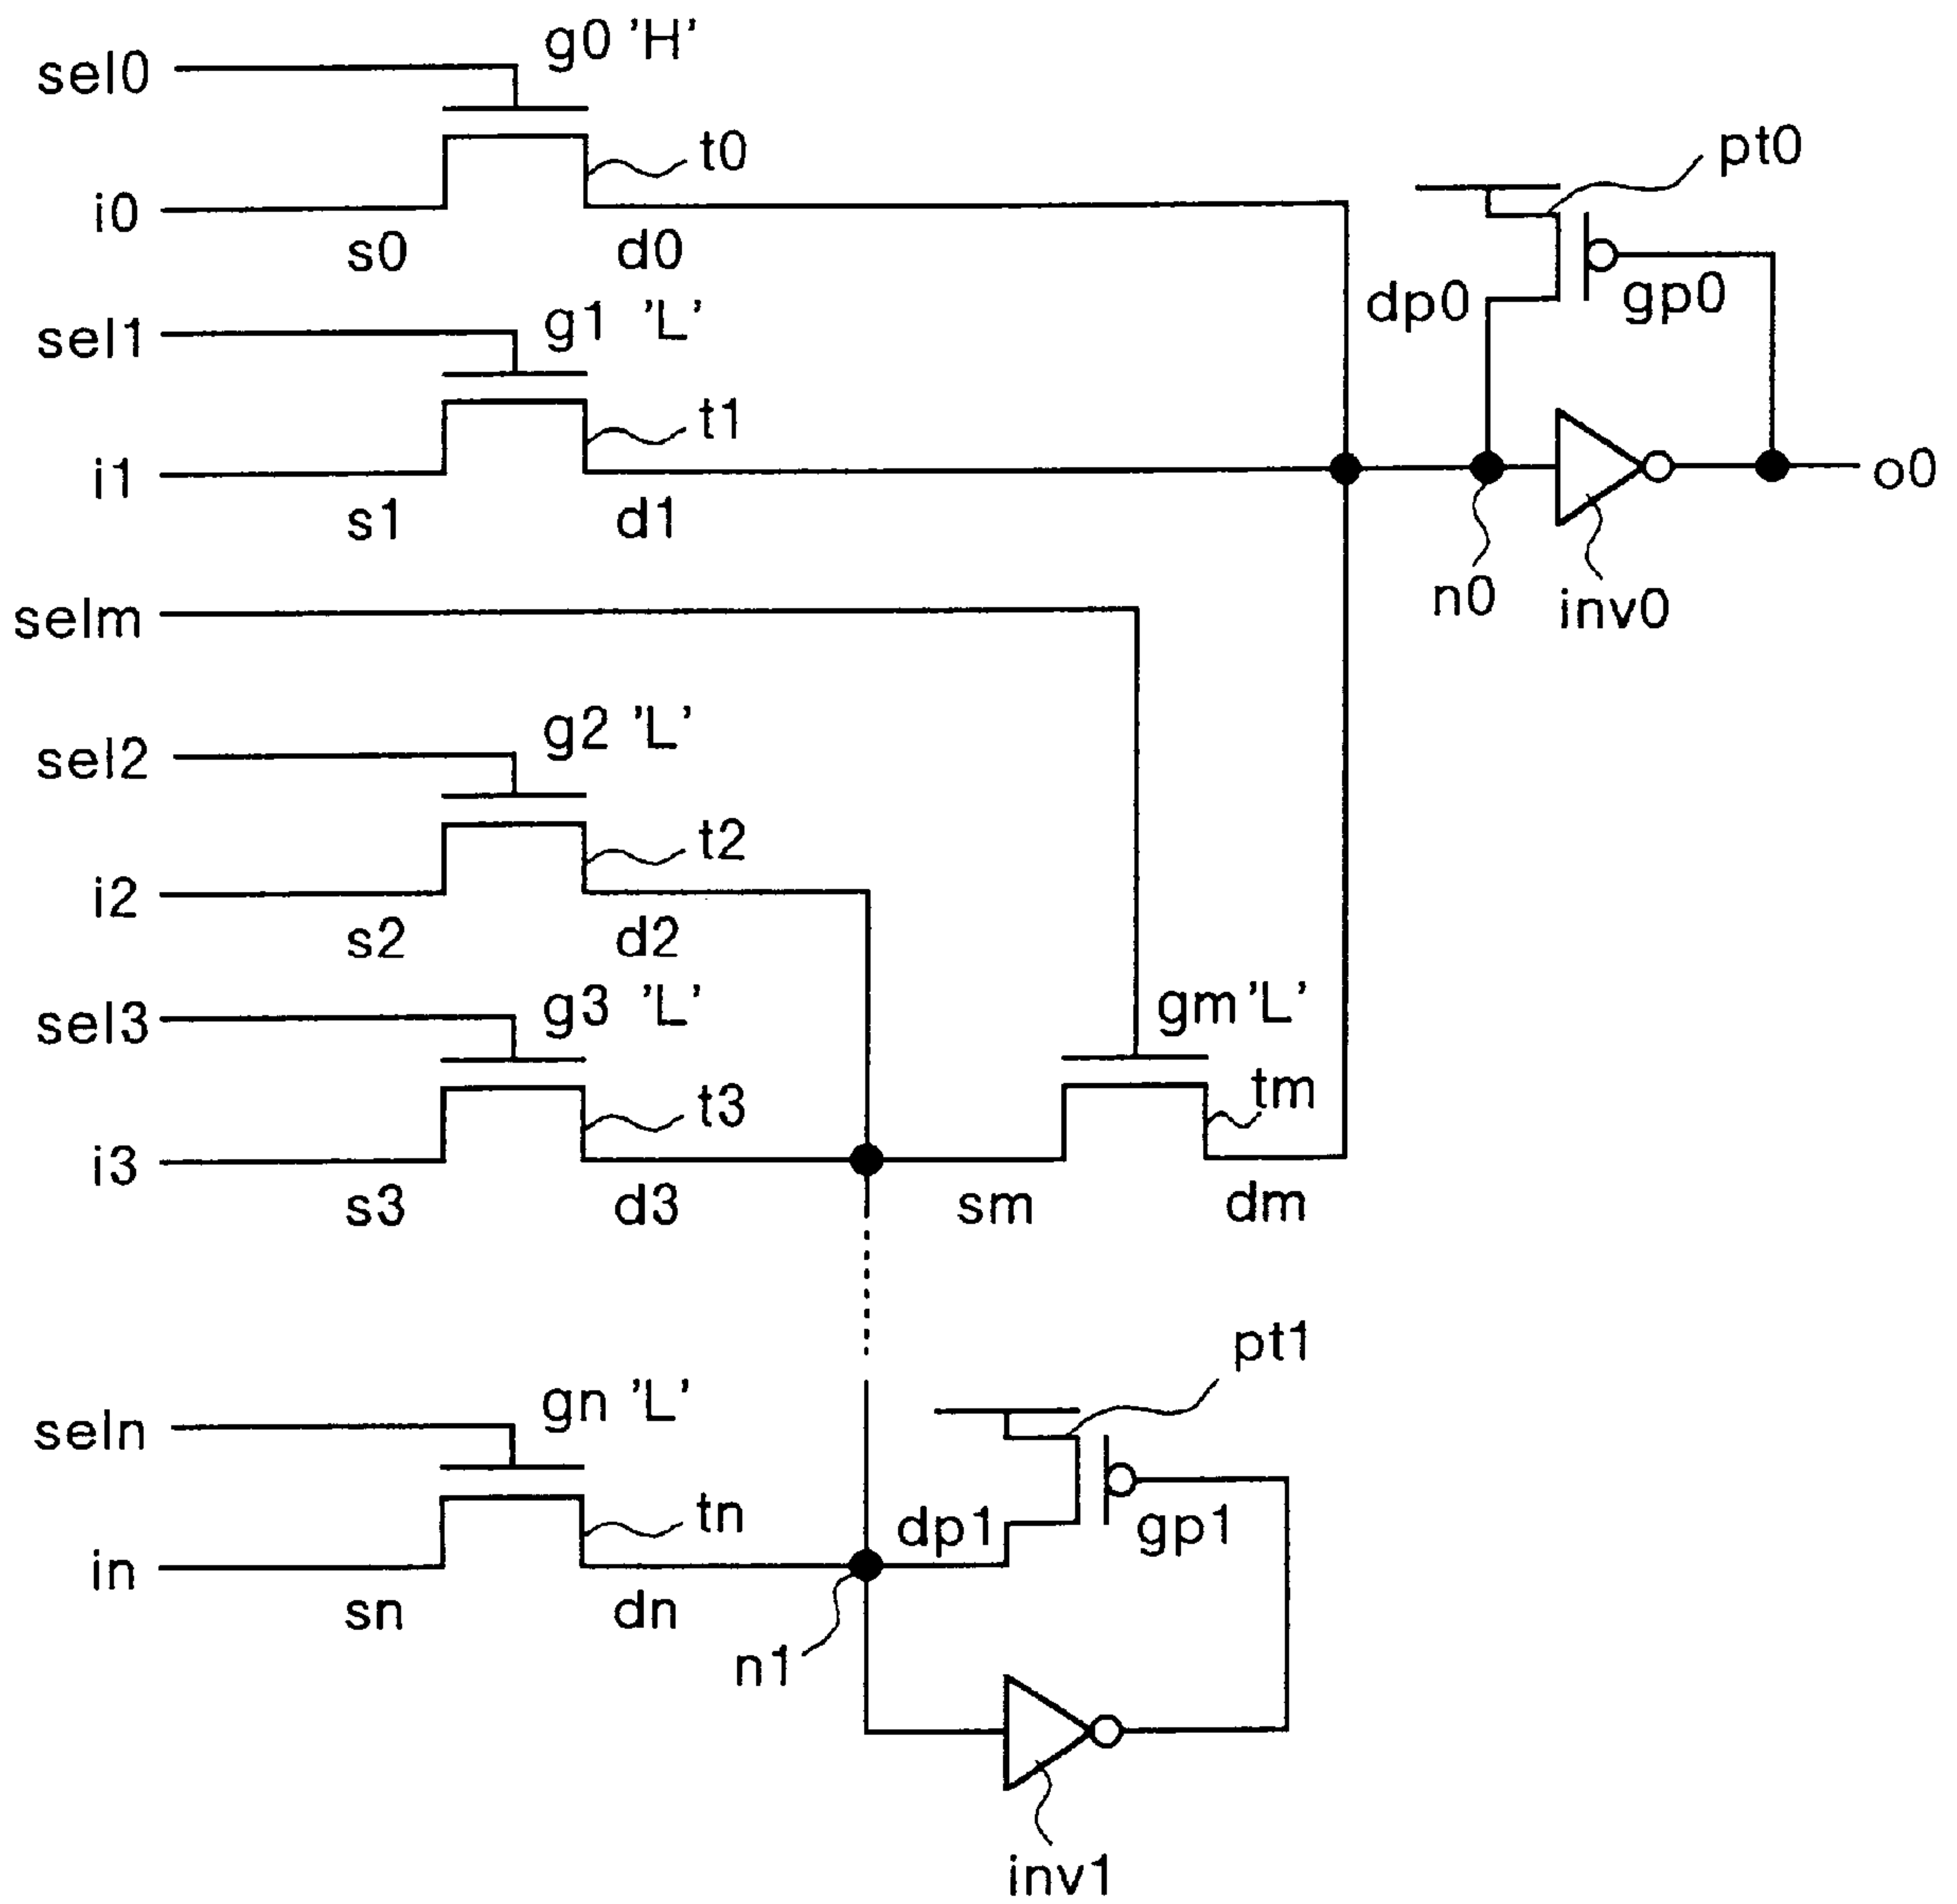 sel0
g0 'H'
t0
pt0
i0
s0
d0
dp0
gp0
sel1
g1 'L'
t1
i1
s1
d1
o0
n0
inv0
selm
sel2
g2 'L'
t2
i2
s2
d2
sel3
g3 'L'
gm 'L'
t3
tm
i3
s3
d3
sm
dm
pt1
seln
gn 'L'
tn
dp1
gp1
in
sn
dn
n1
inv1